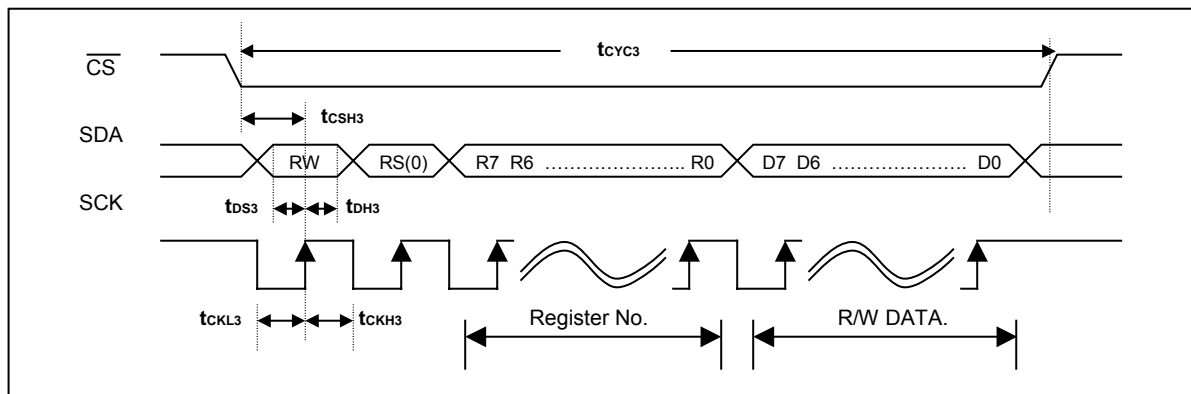 tCYC3
CS
tCSH3
SDA
RW RS(0) R7 R6 ........................ R0 D7 D6 ........................ D0
SCK
tDS3 tDH3
tCKL3 tCKH3 Register No. R/W DATA.